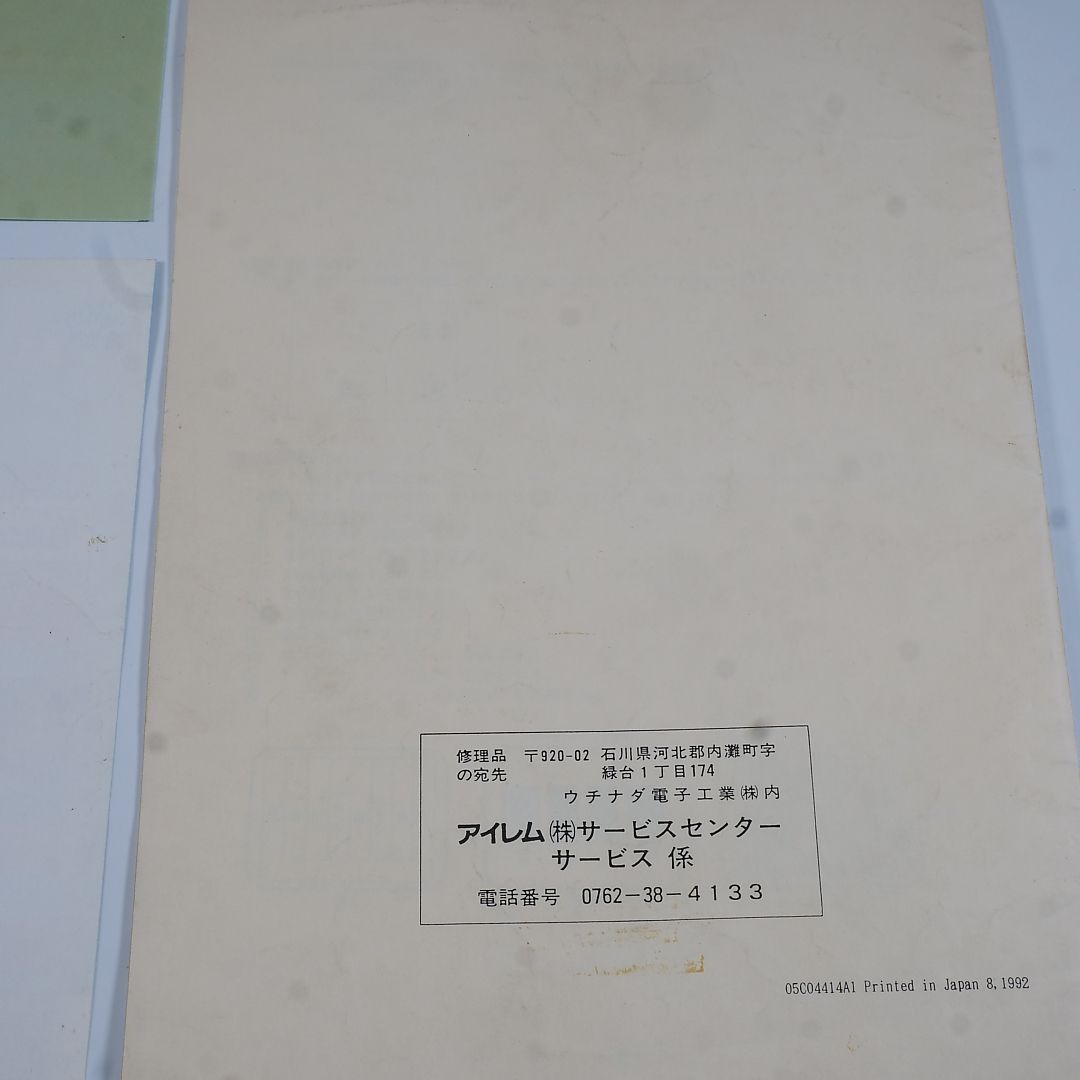 修理品 〒920-02 石川県河北郡内灘町字
の宛先 緑台1丁目174
ウチナダ電子工業㈱内
アイレム㈱サービスセンター
サービス 係
電話番号 0762-38-4133
05C04414A1 Printed in Japan 8,1992